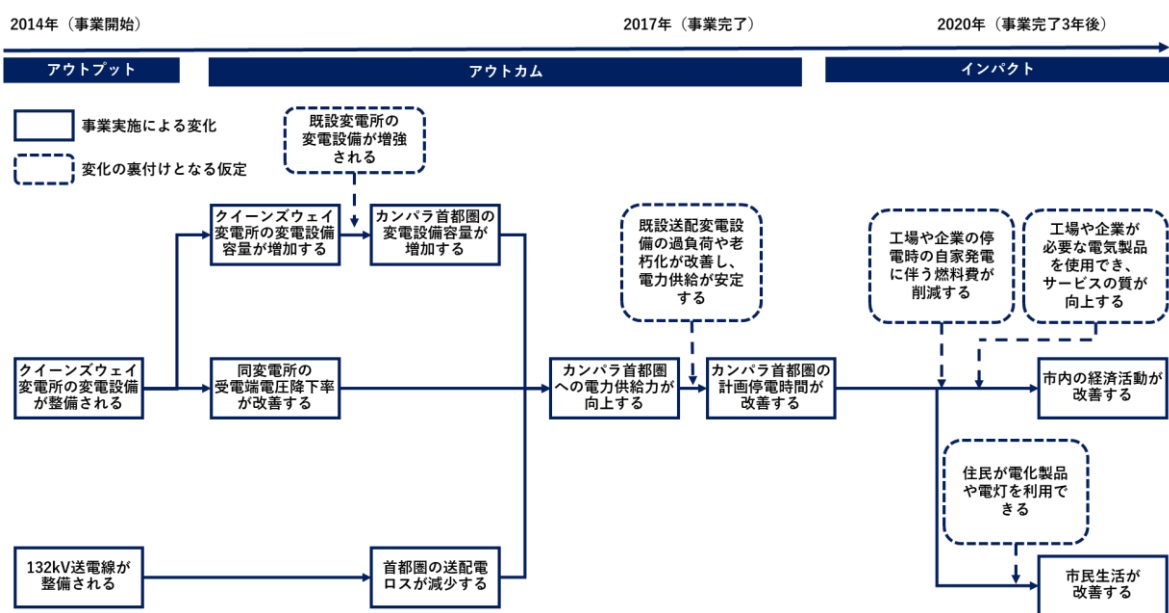 2014年（事業開始）
2017年（事業完了）
2020年（事業完了3年後）
アウトプット
アウトカム
インパクト
事業実施による変化
変化の裏付けとなる仮定
既設変電所の
変電設備が増強
される
クイーンズウェイ
変電所の変電設備
容量が増加する
カンパラ首都圏の
変電設備容量が
増加する
既設送配変電設
備の過負荷や老
朽化が改善し、
電力供給が安定
する
工場や企業の停
電時の自家発電
に伴う燃料費が
削減する
工場や企業が
必要な電気製品
を使用でき、
サービスの質が
向上する
クイーンズウェイ
変電所の変電設備
が整備される
同変電所の
受電端電圧降下率
が改善する
カンパラ首都圏
への電力供給力が
向上する
カンパラ首都圏の
計画停電時間が
改善する
市内の経済活動が
改善する
住民が電化製品
や電灯を利用で
きる
132kV送電線が
整備される
首都圏の送配電
ロスが減少する
市民生活が
改善する